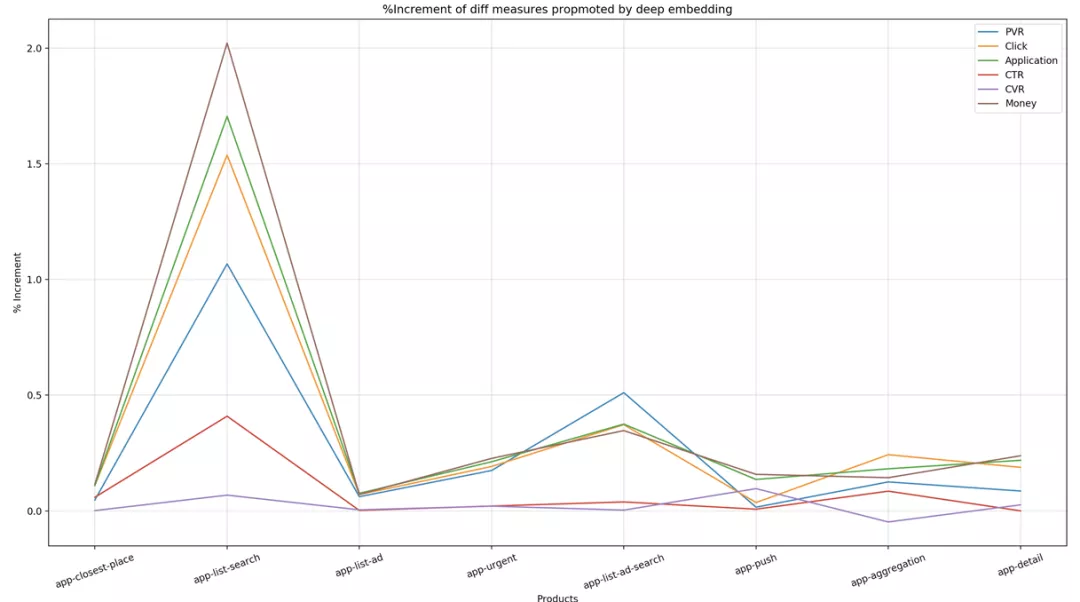 %Increment of diff measures propmoted by deep embedding
PVR
Click
Application
CTR
CVR
Money
2.0
1.5
1.0
0.5
0.0
% Increment
app-closest-place
app-list-search
app-list-ad
app-urgent
app-list-ad-search
app-push
app-aggregation
app-detail
Products